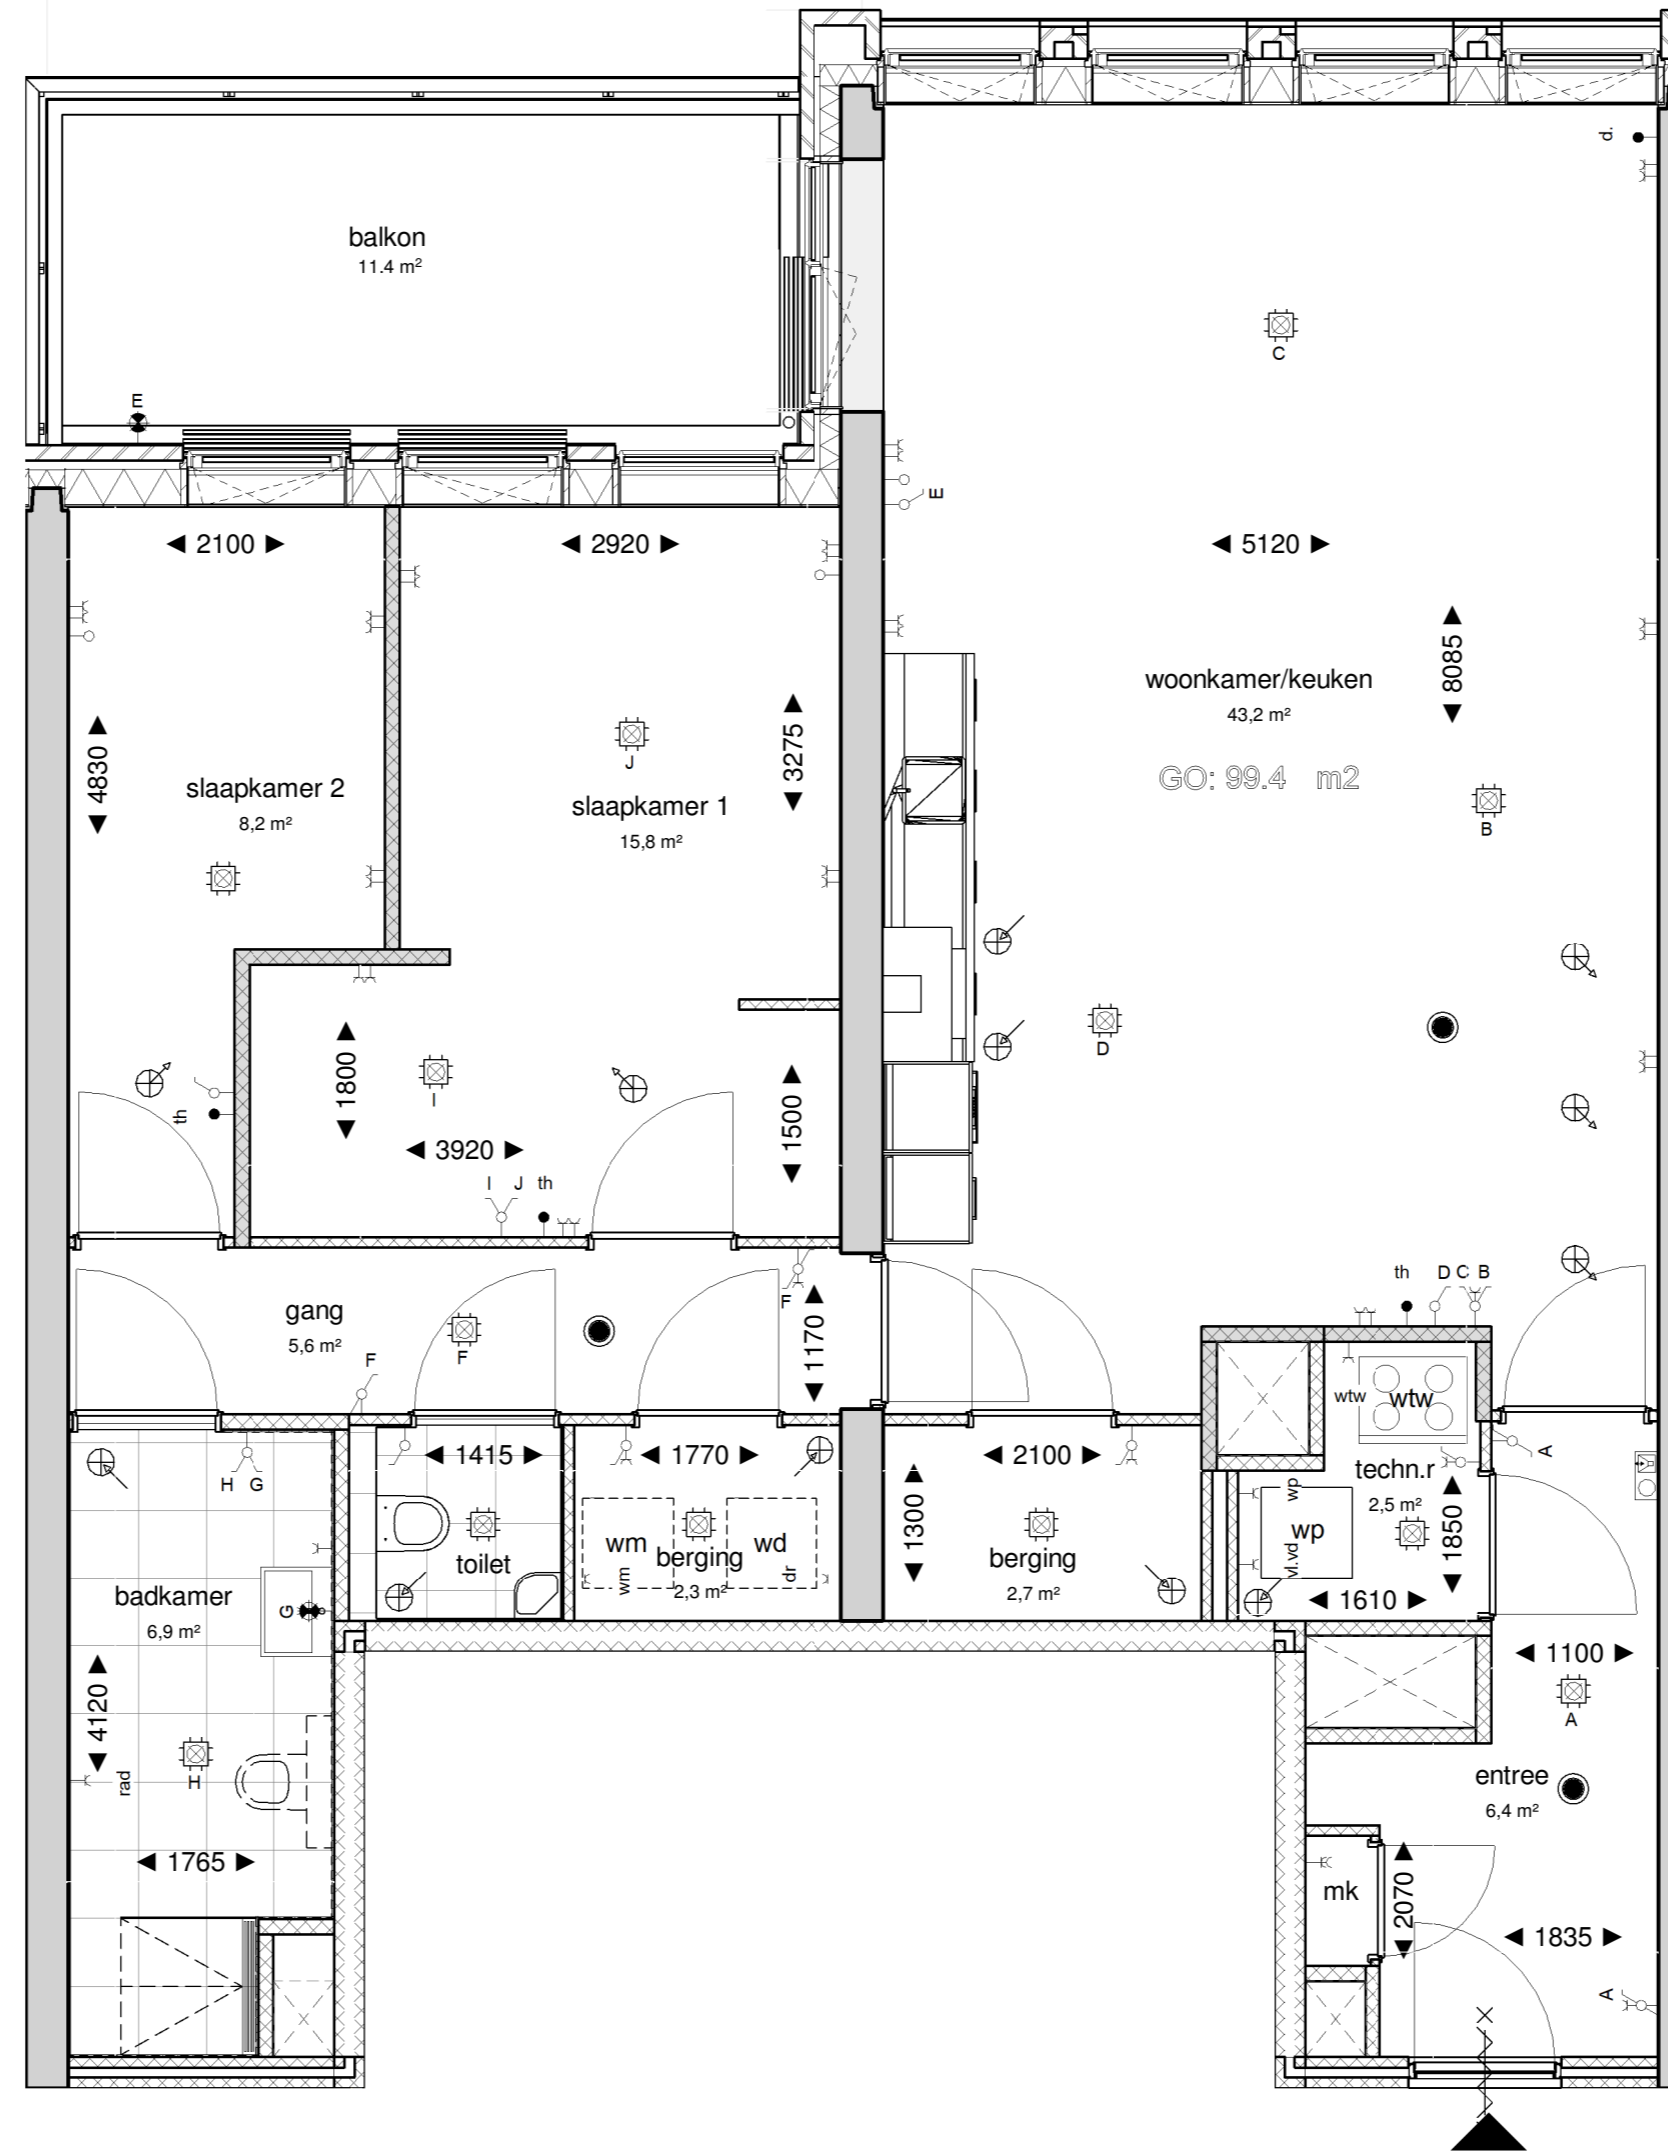 balkon
11.4 m²
E
C
d.
E
2100
2920
5120
8085
woonkamer/keuken
43,2 m²
GO: 99.4 m2
B
4830
slaapkamer 2
8,2 m²
J
3275
slaapkamer 1
15,8 m²
D
th
1800
I
3920
1500
I J th
th D C B
gang
5,6 m²
F
F
F
1170
wtw wtw
A
H G
1415
1770
2100
1300
techn.r
2,5 m²
wp
wp
vl.vd
1850
1610
toilet
wm
wm
berging
2,3 m²
wd
dr
berging
2,7 m²
badkamer
6,9 m²
G
4120
rad
H
1765
1100
A
entree
6,4 m²
mk
2070
1835
A